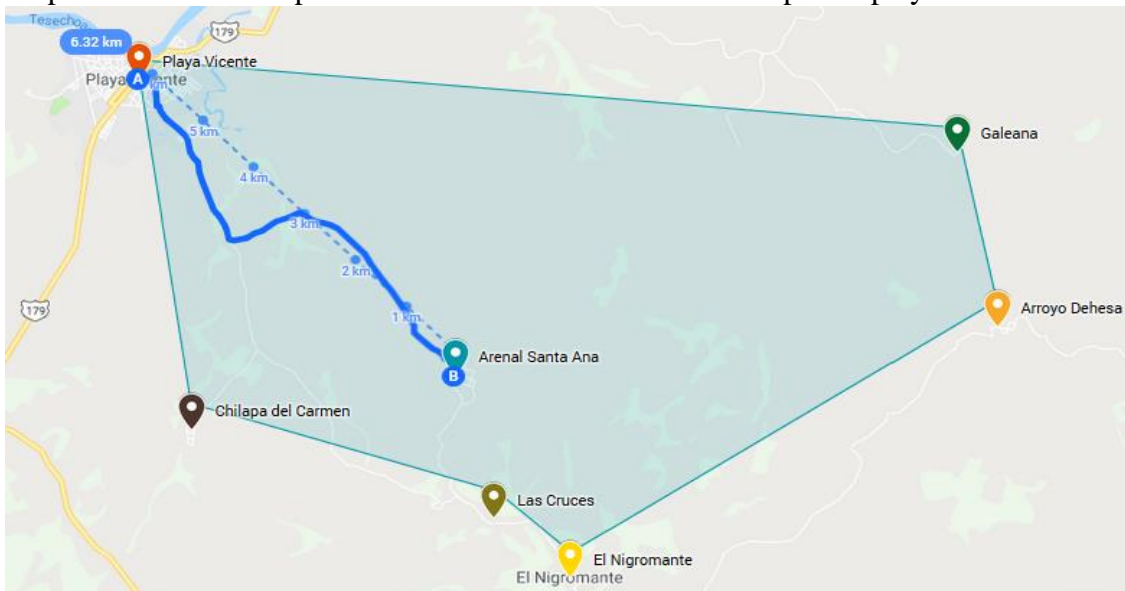 Tesechoa
179
6.32 km
Playa Vicente
Playa Vicente
A
km
5 km
4 km
3 km
2 km
1 km
Galeana
179
Arroyo Dehesa
Arenal Santa Ana
B
Chilapa del Carmen
Las Cruces
El Nigromante
El Nigromante